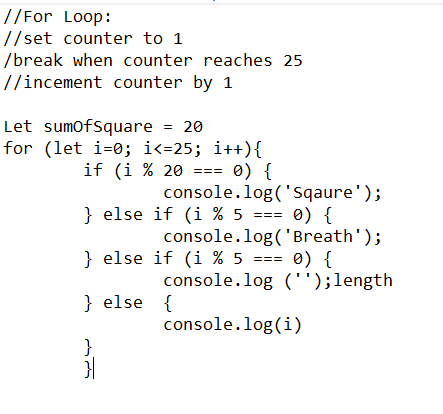 //For Loop:
//set counter to 1
/break when counter reaches 25
//incement counter by 1

Let sumOfSquare = 20
for (let i=0; i<=25; i++){
        if (i % 20 === 0) {
                console.log('Sqaure');
        } else if (i % 5 === 0) {
                console.log('Breath');
        } else if (i % 5 === 0) {
                console.log ('');length
        } else  {
                console.log(i)
        }
        }